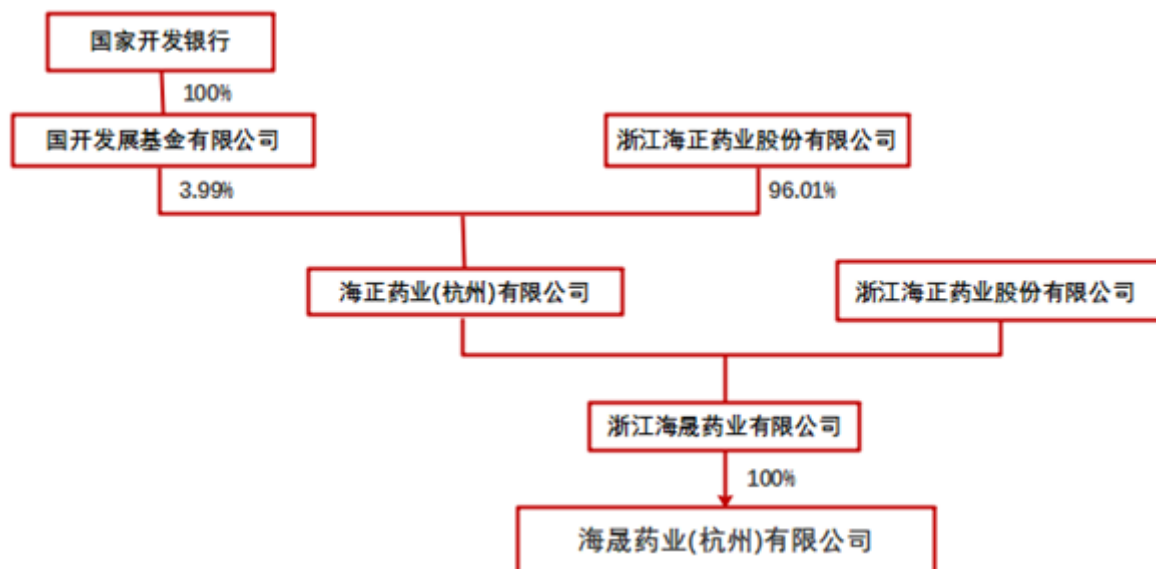 国家开发银行
100%
国开发展基金有限公司
浙江海正药业股份有限公司
3.99%
96.01%
海正药业(杭州)有限公司
浙江海正药业股份有限公司
浙江海晟药业有限公司
100%
海晟药业(杭州)有限公司